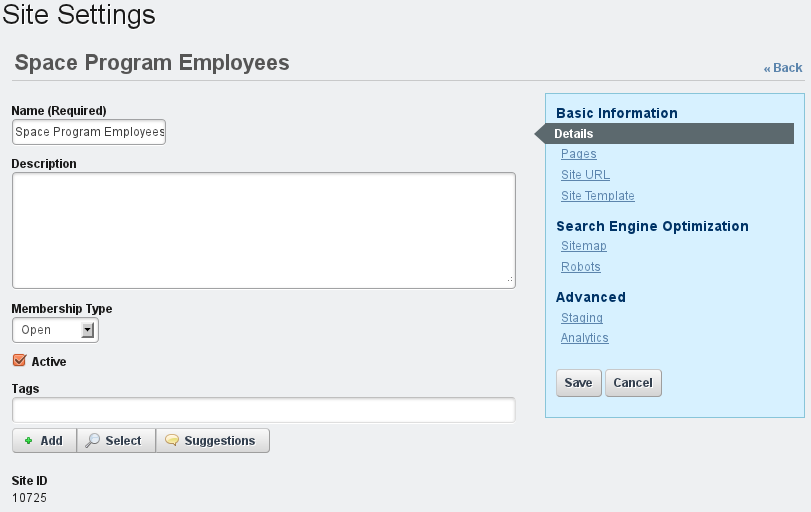 Site Settings
Space Program Employees
« Back
Name (Required)
Space Program Employees
Description
Membership Type
Open
Active
Tags
Add
Select
Suggestions
Site ID
10725
Basic Information
Details
Pages
Site URL
Site Template
Search Engine Optimization
Sitemap
Robots
Advanced
Staging
Analytics
Save
Cancel